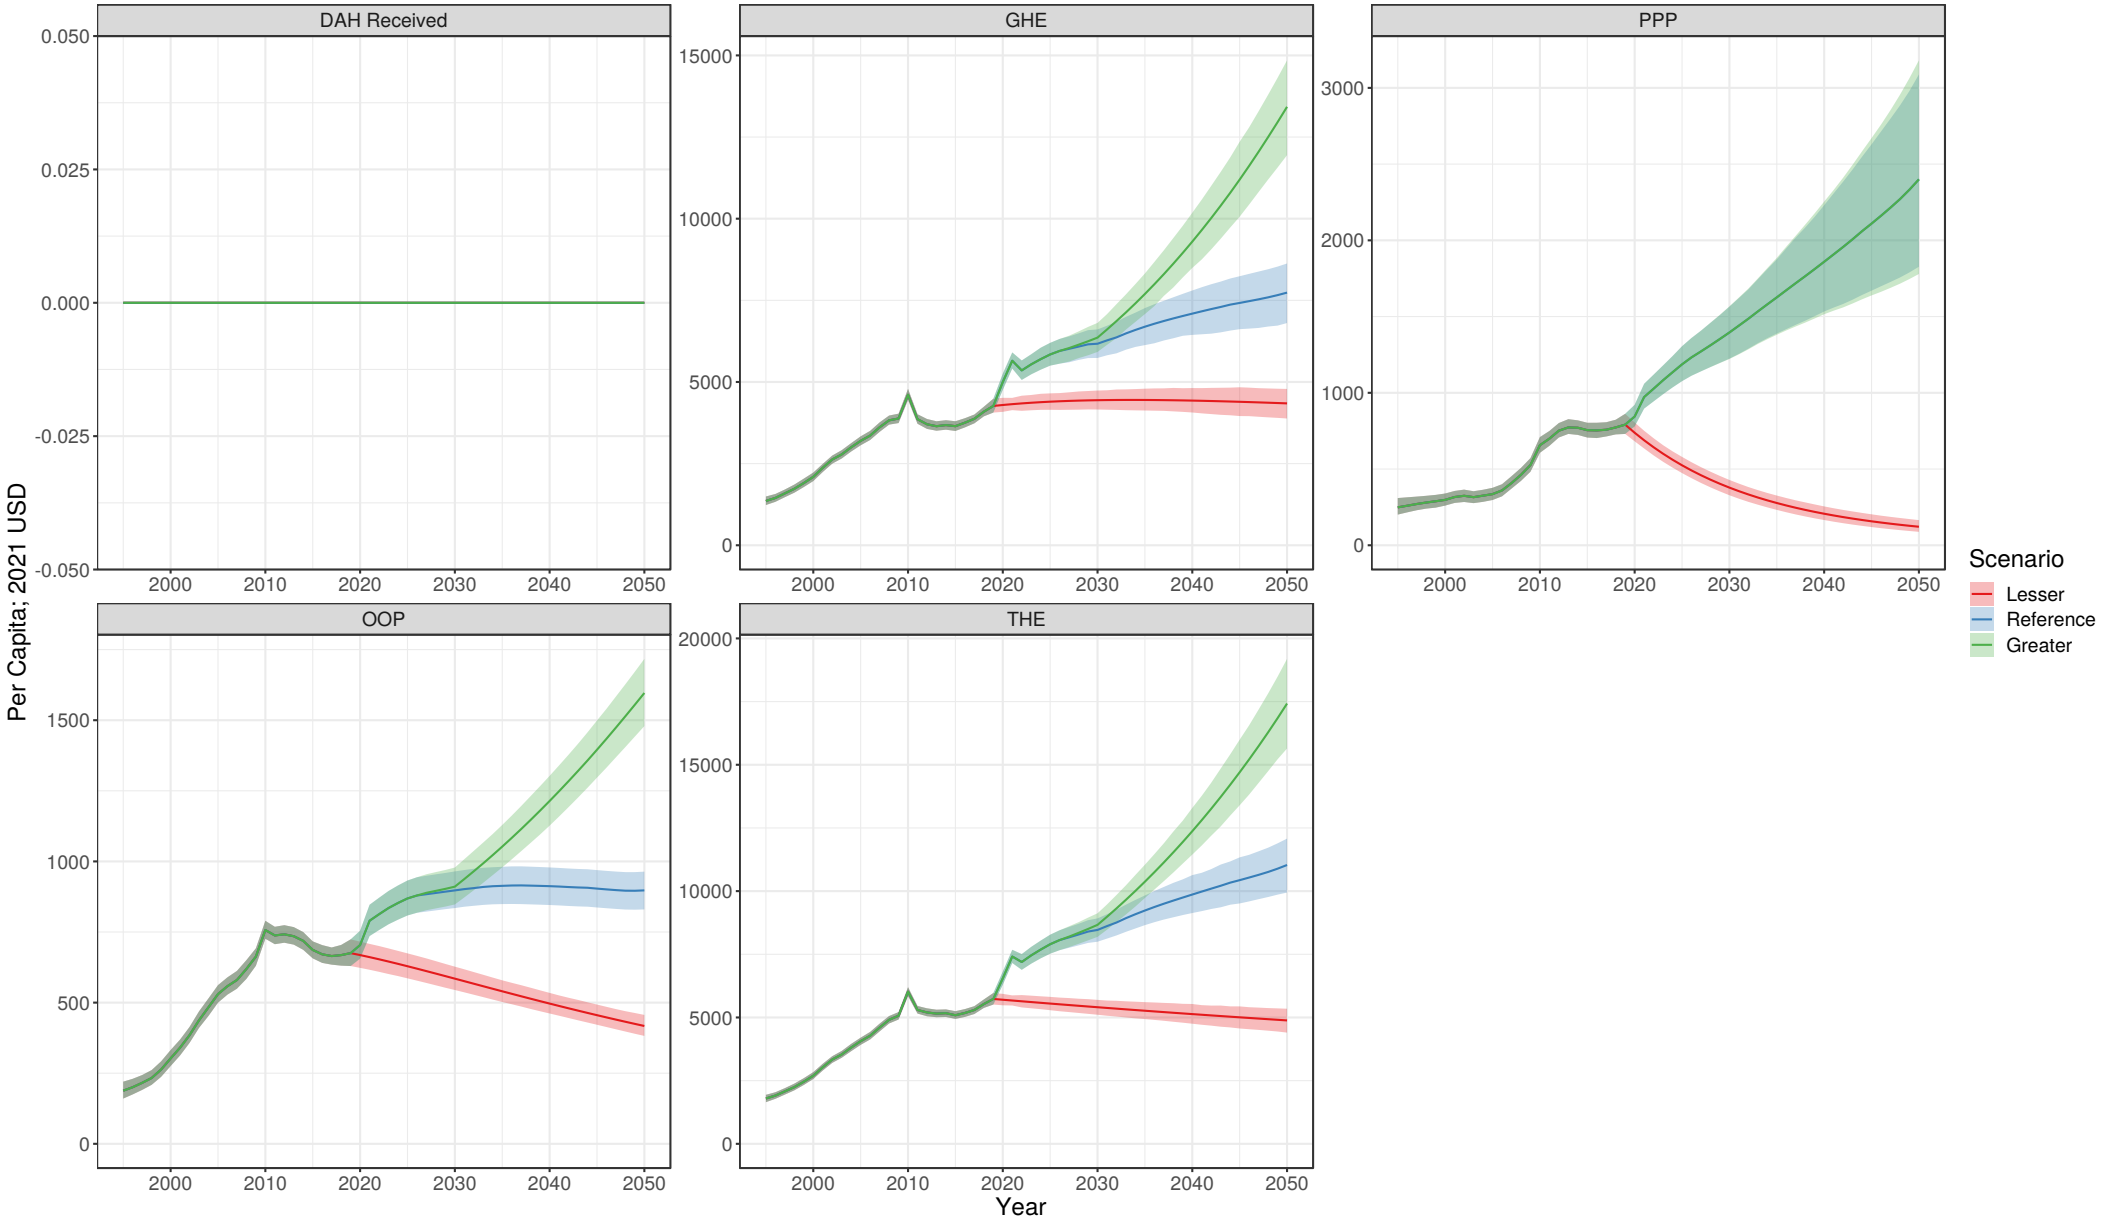 DAH Received
GHE
PPP
0.050
0.025
0.000
-0.025
-0.050
2000 2010 2020 2030 2040 2050
15000
10000
5000
0
2000 2010 2020 2030 2040 2050
3000
2000
1000
0
2000 2010 2020 2030 2040 2050
OOP
THE
1500
1000
500
0
2000 2010 2020 2030 2040 2050
20000
15000
10000
5000
0
2000 2010 2020 2030 2040 2050
Per Capita; 2021 USD
Year
Scenario
Lesser
Reference
Greater